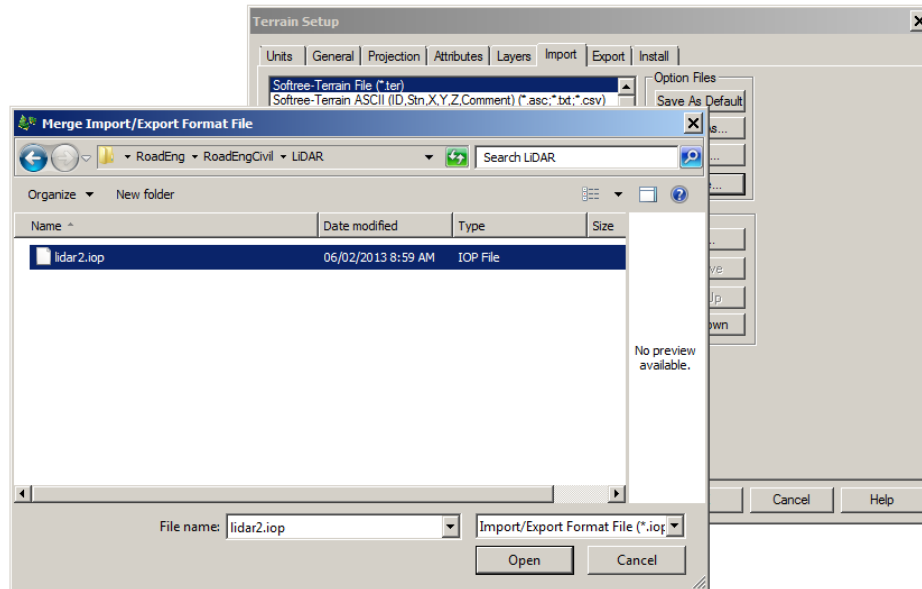 Terrain Setup
Units General Projection Attributes Layers Import Export Install
Softree-Terrain File (*.ter)
Softree-Terrain ASCII (ID,Stn,X,Y,Z,Comment) (*.asc;*.txt;*.csv)
Option Files
Save As Default
Merge Import/Export Format File
RoadEng RoadEngCivil LiDAR
Search LiDAR
Organize New folder
Name Date modified Type Size
lidar2.iop 06/02/2013 8:59 AM IOP File
No preview
available.
File name: lidar2.iop Import/Export Format File (*.iop
Open Cancel
Cancel Help